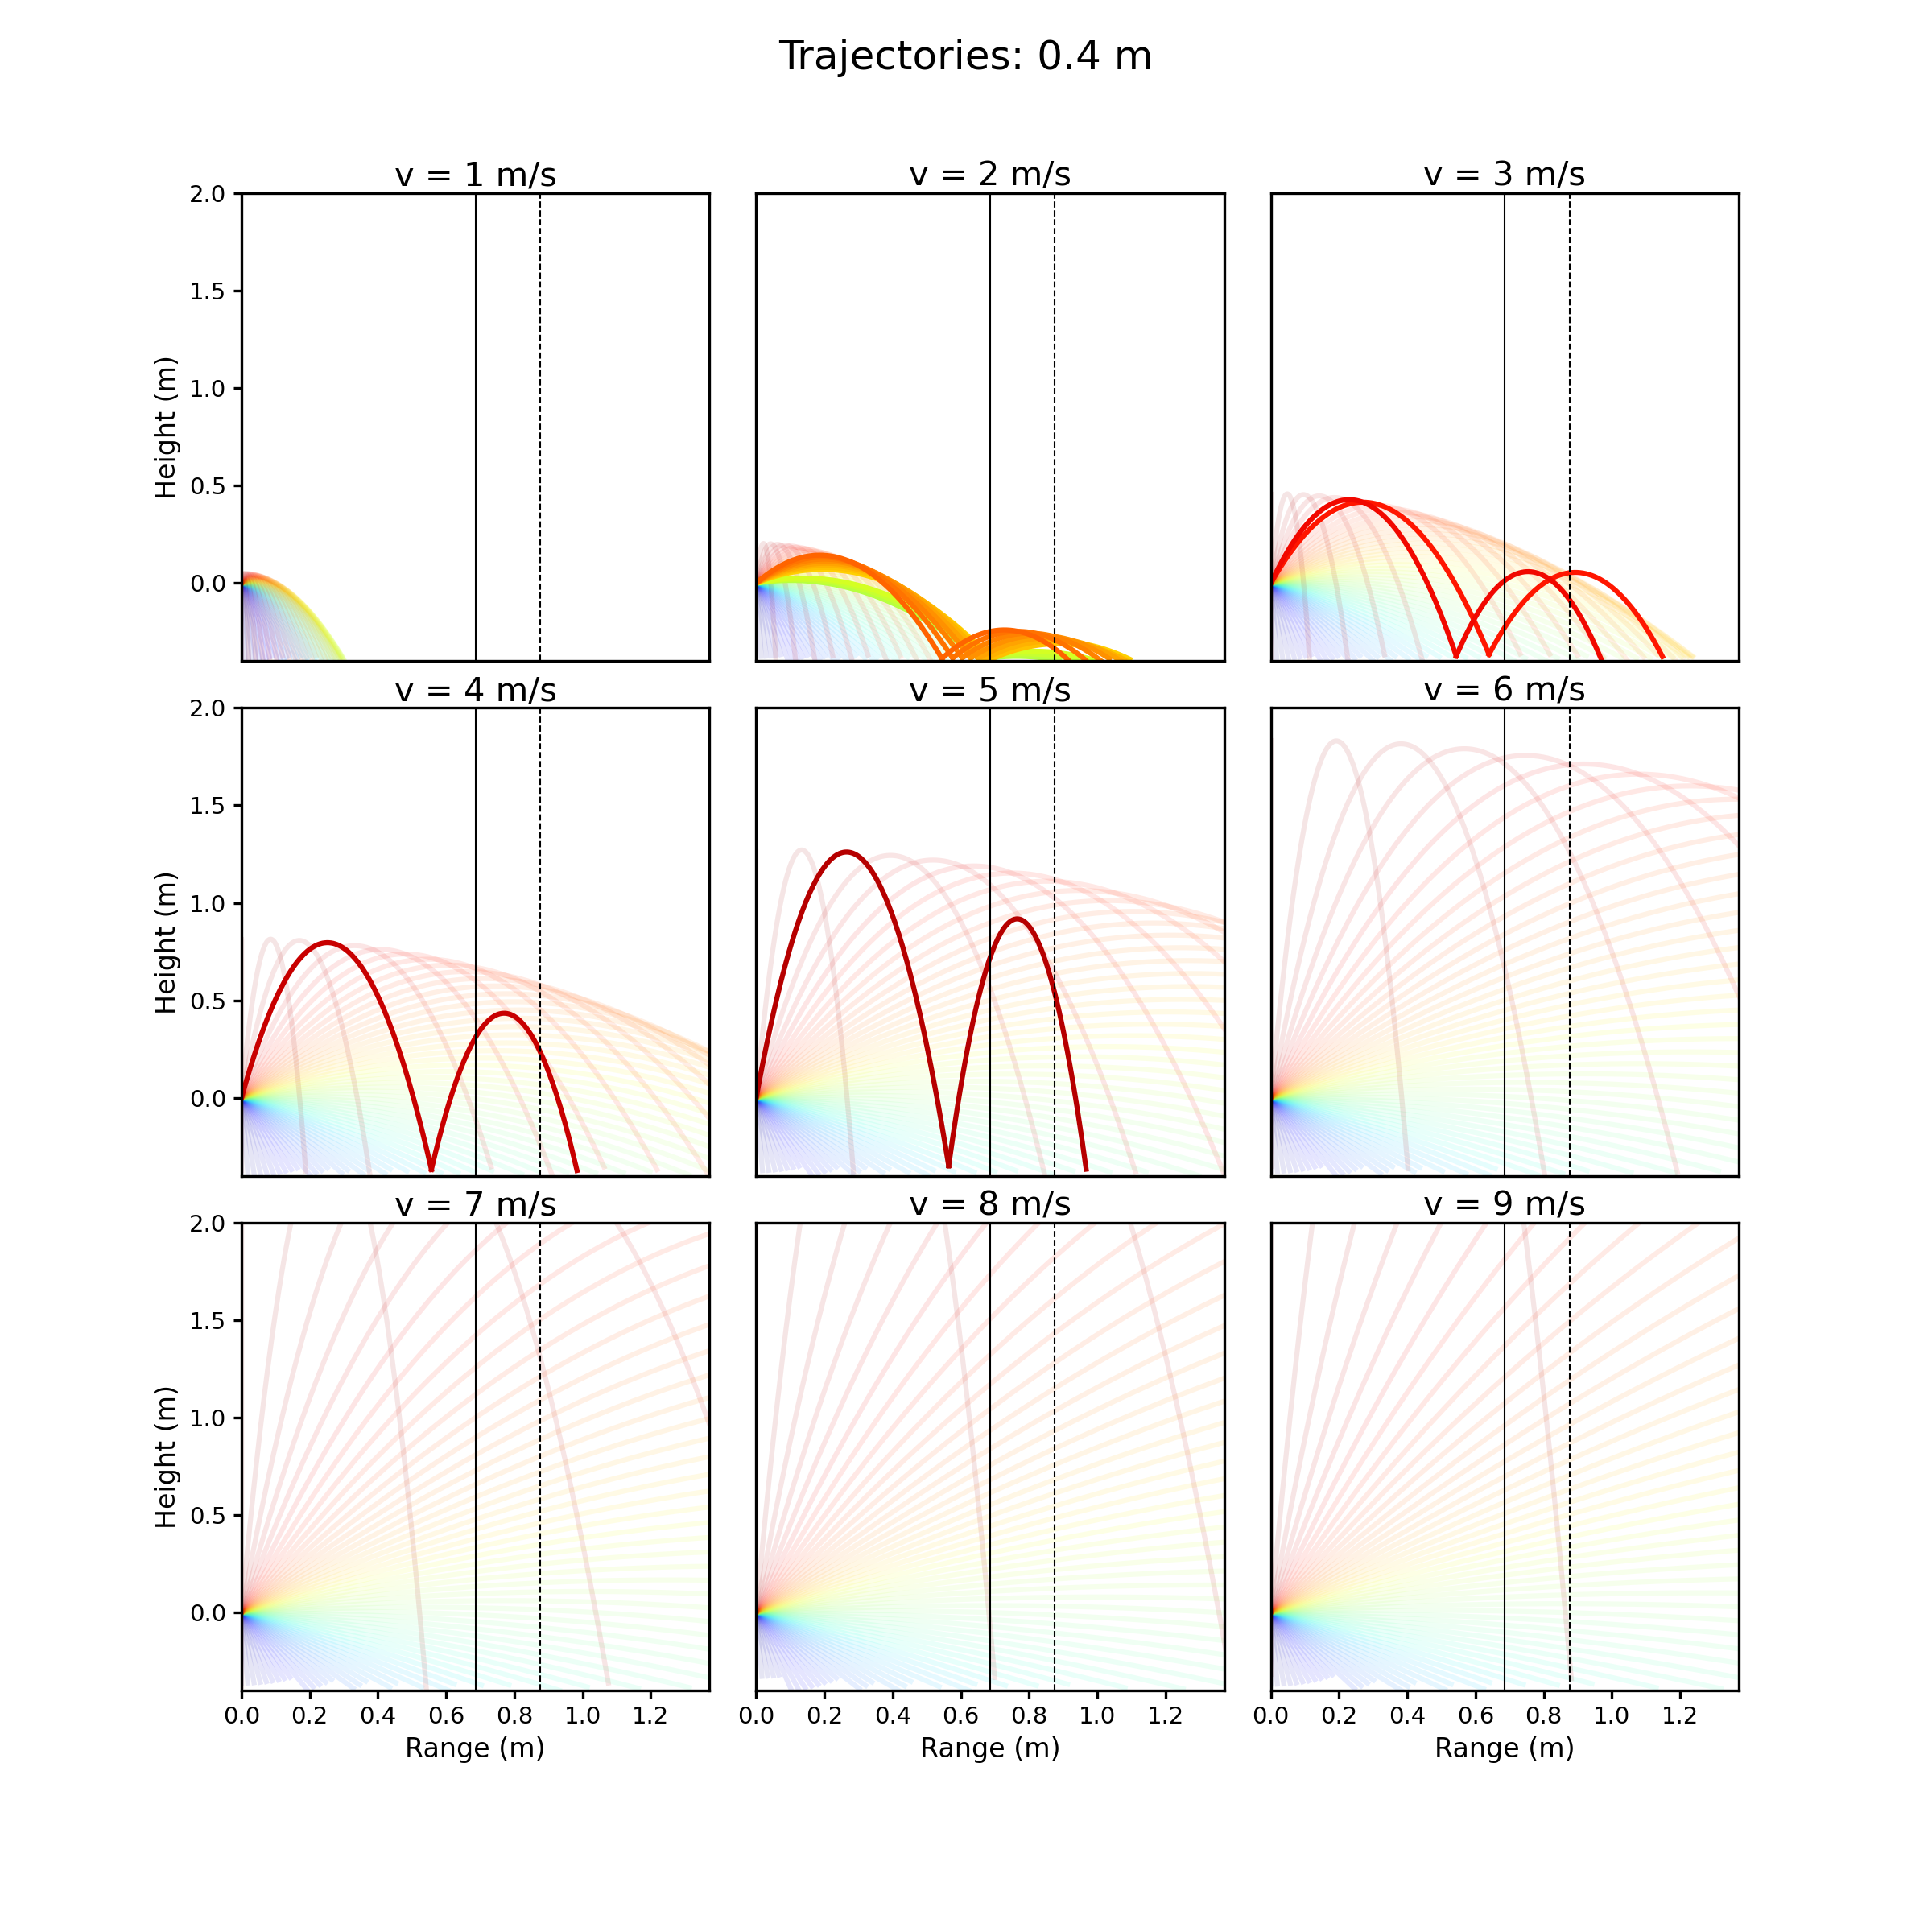 Trajectories: 0.4 m
v = 1 m/s
v = 2 m/s
v = 3 m/s
2.0
1.5
1.0
0.5
0.0
Height (m)
v = 4 m/s
v = 5 m/s
v = 6 m/s
2.0
1.5
1.0
0.5
0.0
Height (m)
v = 7 m/s
v = 8 m/s
v = 9 m/s
2.0
1.5
1.0
0.5
0.0
Height (m)
0.0 0.2 0.4 0.6 0.8 1.0 1.2
0.0 0.2 0.4 0.6 0.8 1.0 1.2
0.0 0.2 0.4 0.6 0.8 1.0 1.2
Range (m)
Range (m)
Range (m)